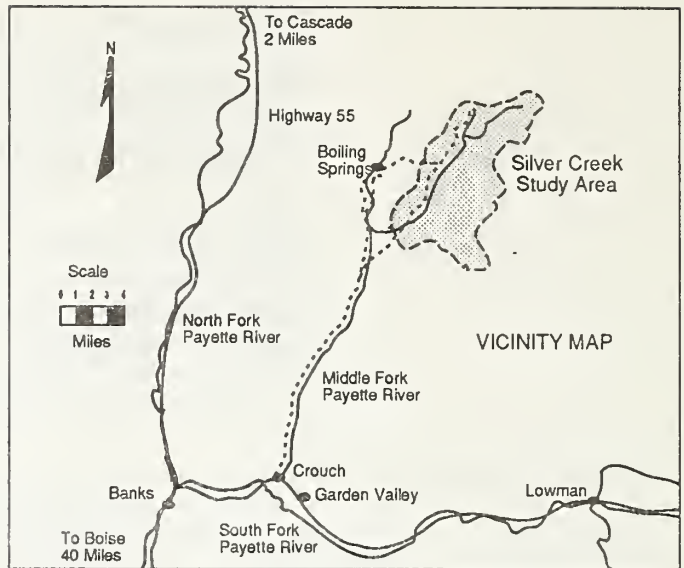 To Cascade
2 Miles
N
Highway 55
Boiling
Springs
Silver Creek
Study Area
Scale
0 1 2 3 4
Miles
North Fork
Payette River
VICINITY MAP
Middle Fork
Payette River
Crouch
Banks
Garden Valley
Lowman
To Boise
40 Miles
South Fork
Payette River